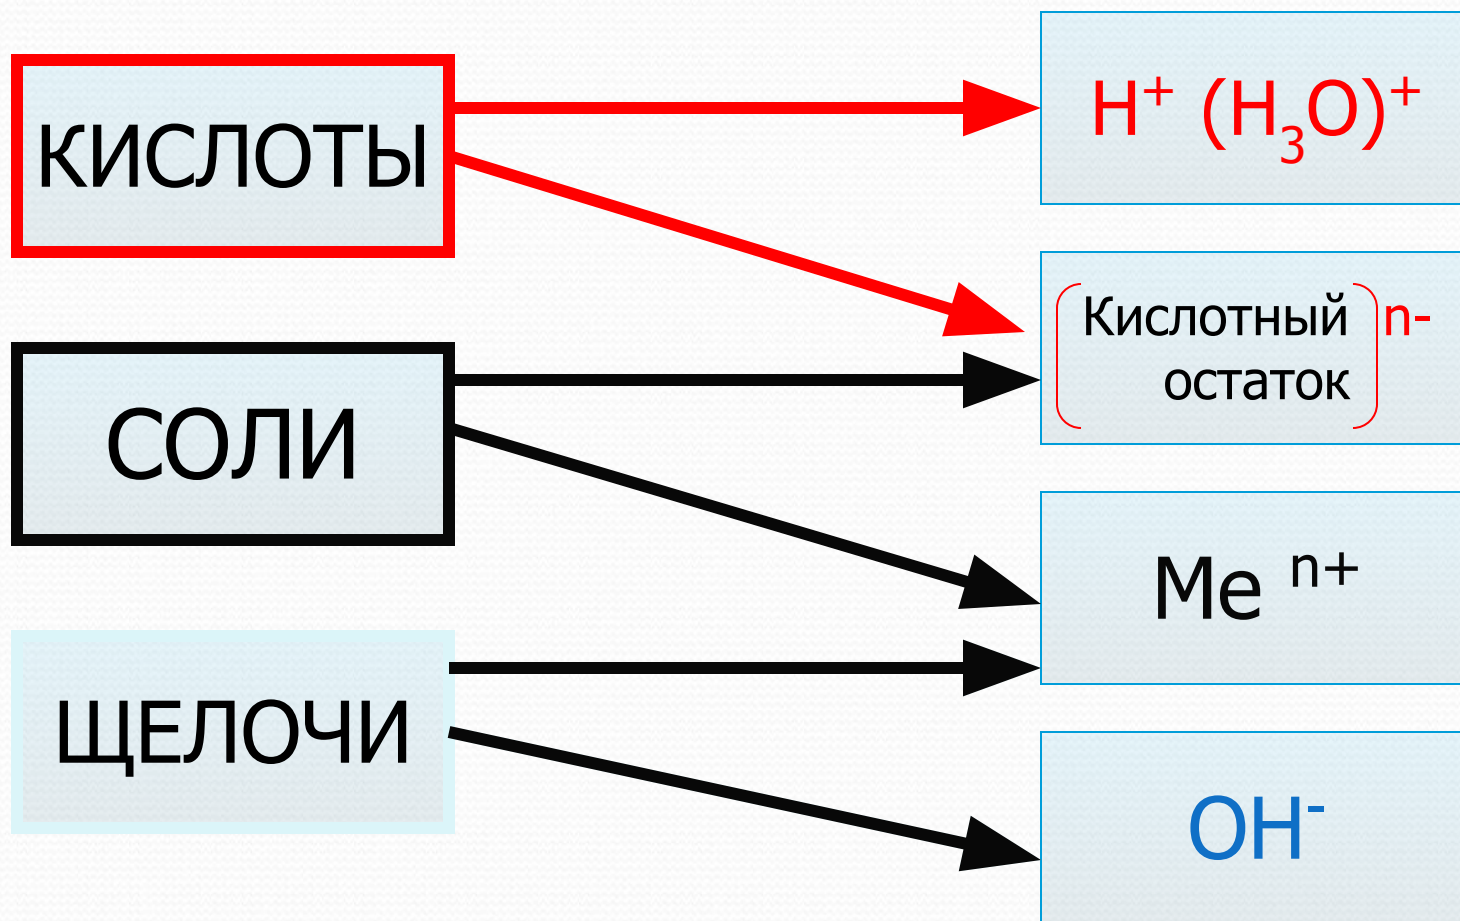 КИСЛОТЫ
H⁺ (H₃O)⁺
Кислотный n-
остаток
СОЛИ
Me n+
ЩЕЛОЧИ
OH⁻